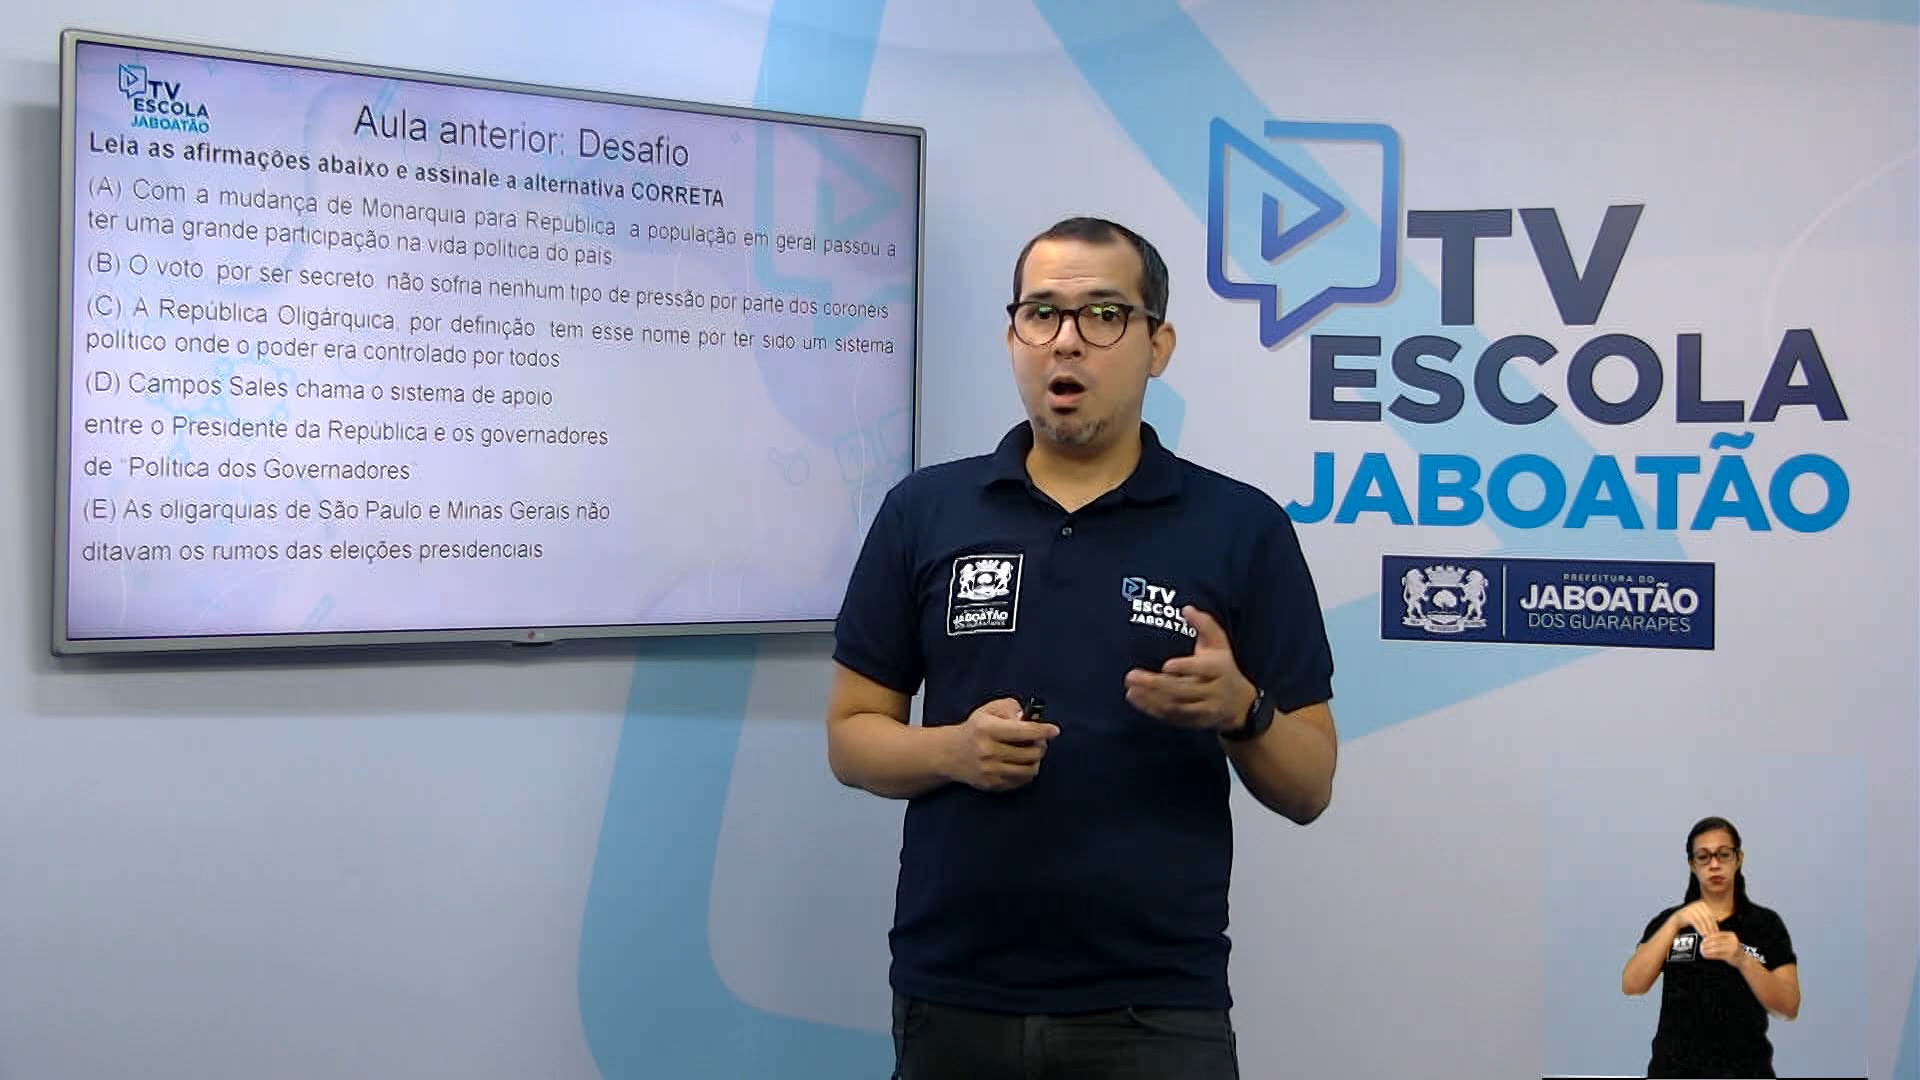 TV
ESCOLA
JABOATÃO
Aula anterior: Desafio
Leia as afirmações abaixo e assinale a alternativa CORRETA
(A) Com a mudança de Monarquia para República a população em geral passou a
ter uma grande participação na vida política do país
(B) O voto por ser secreto não sofria nenhum tipo de pressão por parte dos coronéis
(C) A República Oligárquica, por definição tem esse nome por ter sido um sistema
político onde o poder era controlado por todos
(D) Campos Sales chama o sistema de apoio
entre o Presidente da República e os governadores
de "Política dos Governadores"
(E) As oligarquias de São Paulo e Minas Gerais não
ditavam os rumos das eleições presidenciais
TV
ESCOLA
JABOATÃO
PREFEITURA DO
JABOATÃO
DOS GUARARAPES
JABOATÃO
DOS GUARARAPES
TV
ESCOL
JABOATÃO
TV